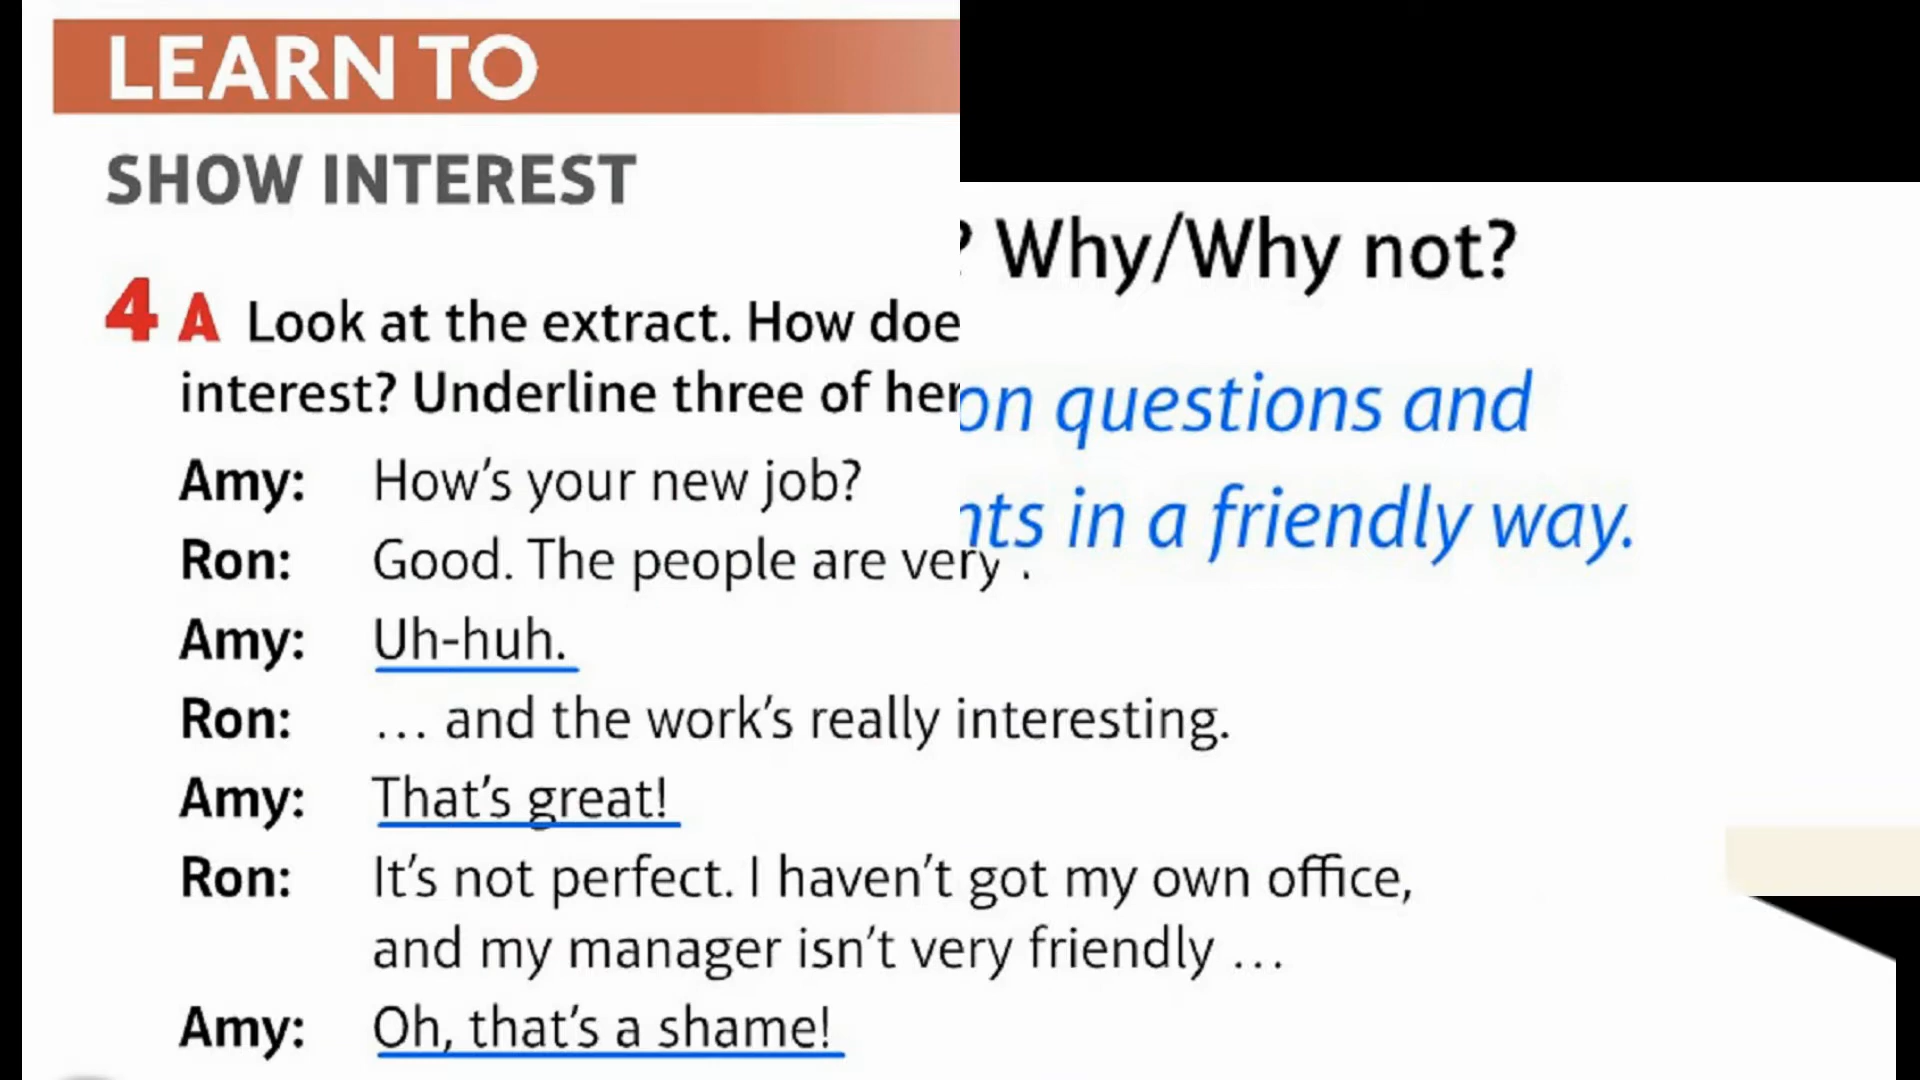 LEARN TO
SHOW INTEREST
? Why/Why not?
4 A Look at the extract. How doe
interest? Underline three of her
on questions and
nts in a friendly way.
Amy: How's your new job?
Ron: Good. The people are very .
Amy: Uh-huh.
Ron: … and the work's really interesting.
Amy: That's great!
Ron: It's not perfect. I haven't got my own office,
and my manager isn't very friendly …
Amy: Oh, that's a shame!